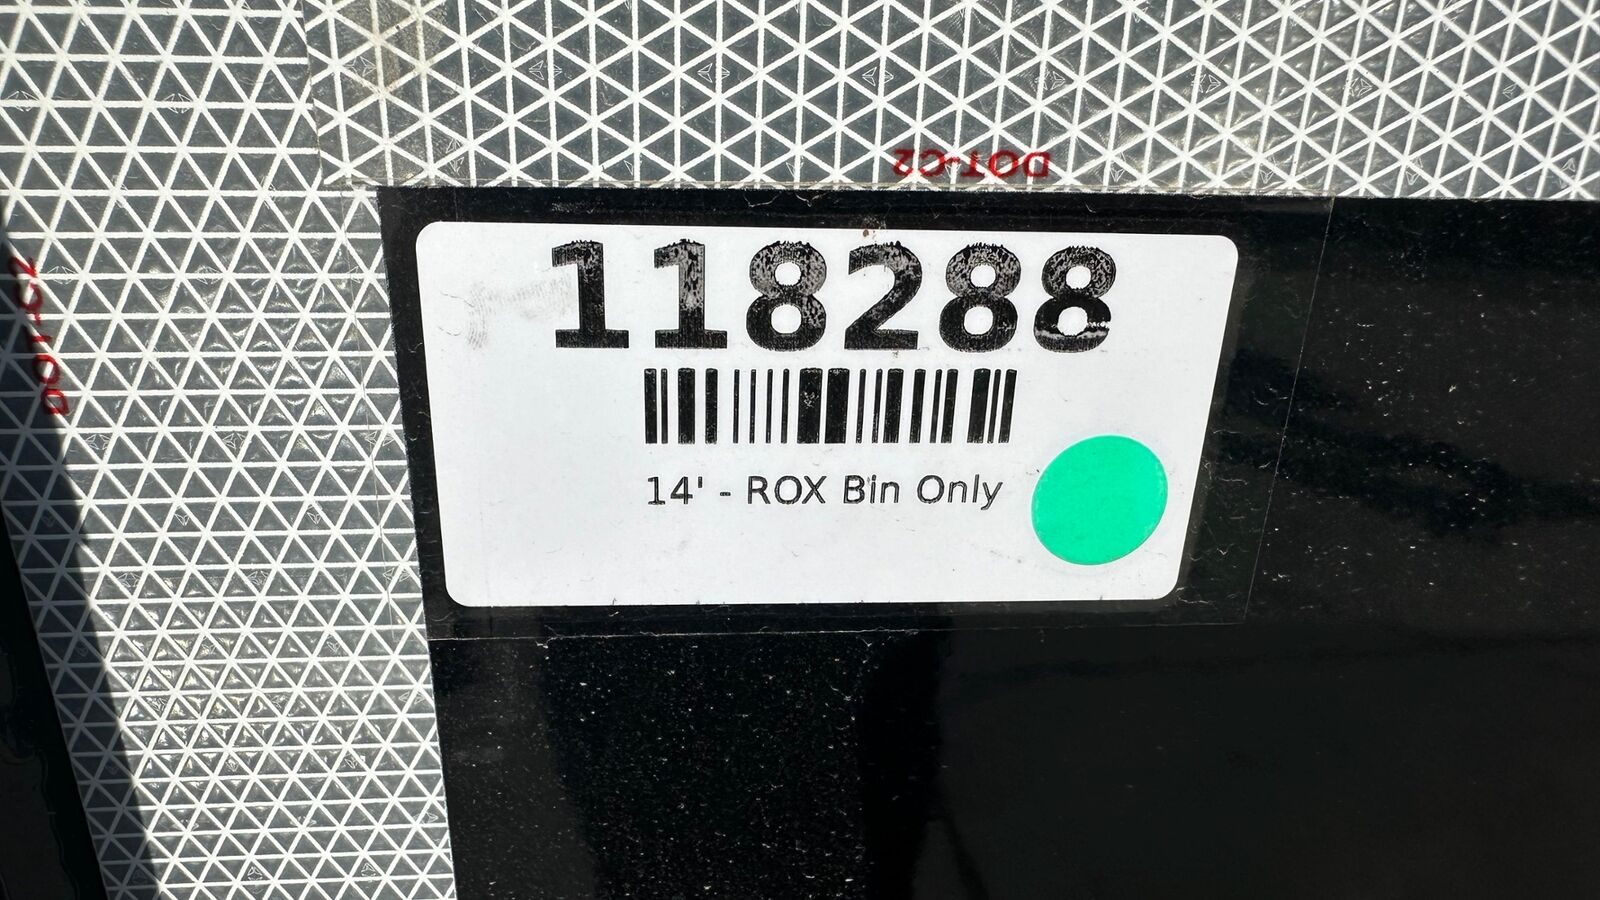 DOT-C2
DOT-C2
118288
14' - ROX Bin Only